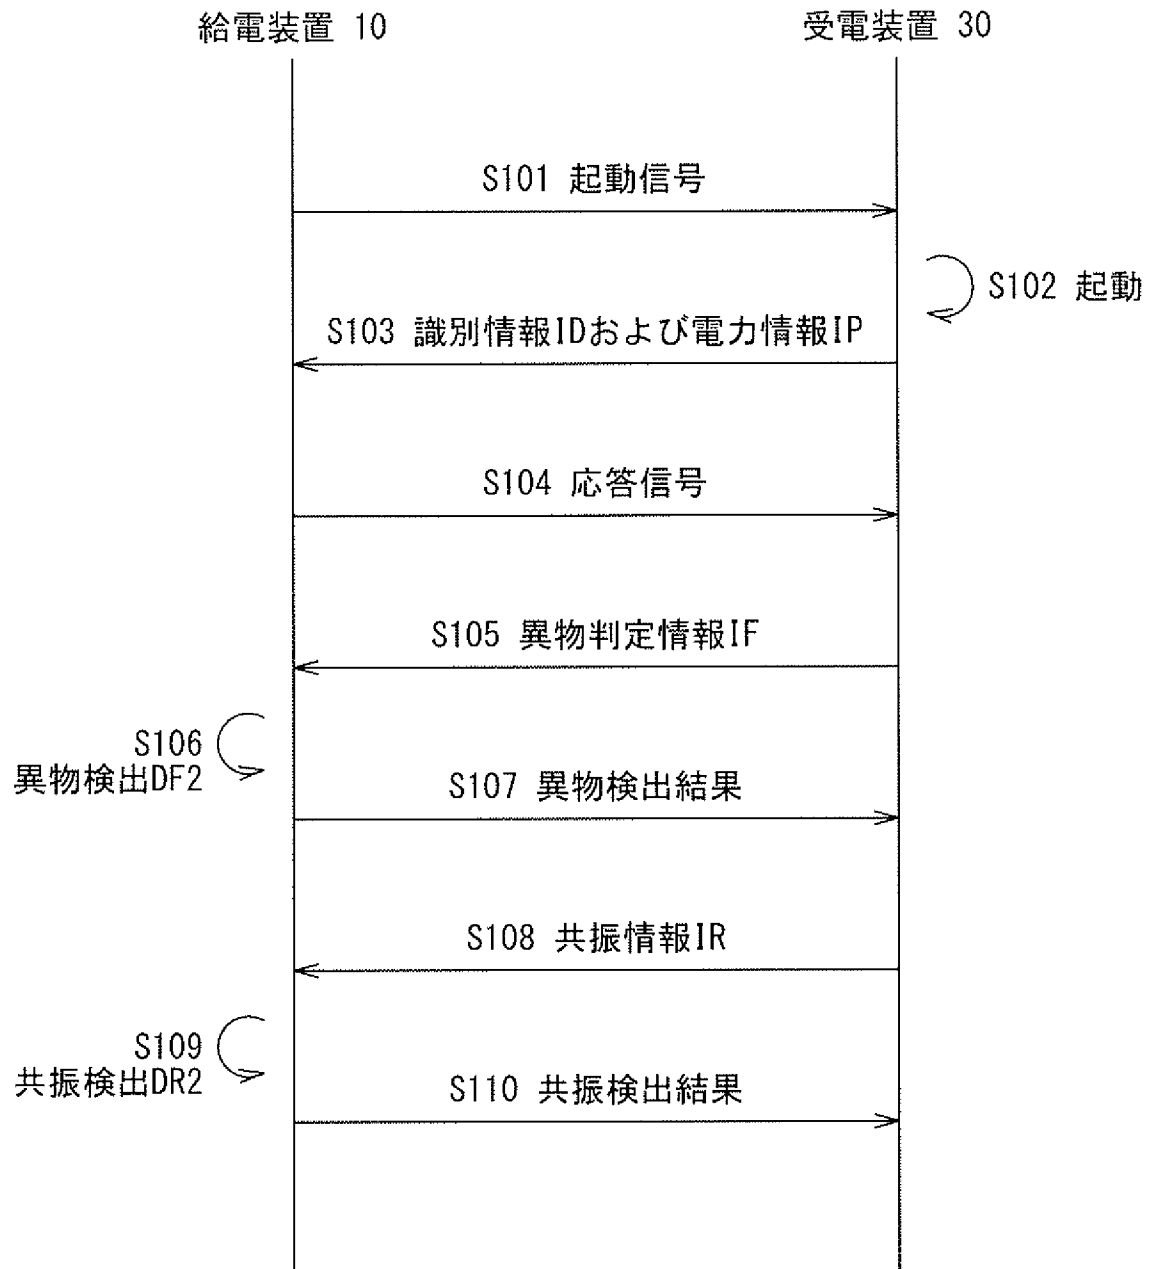 給電装置 10
受電装置 30
S101 起動信号
S102 起動
S103 識別情報IDおよび電力情報IP
S104 応答信号
S105 異物判定情報IF
S106
異物検出DF2
S107 異物検出結果
S108 共振情報IR
S109
共振検出DR2
S110 共振検出結果